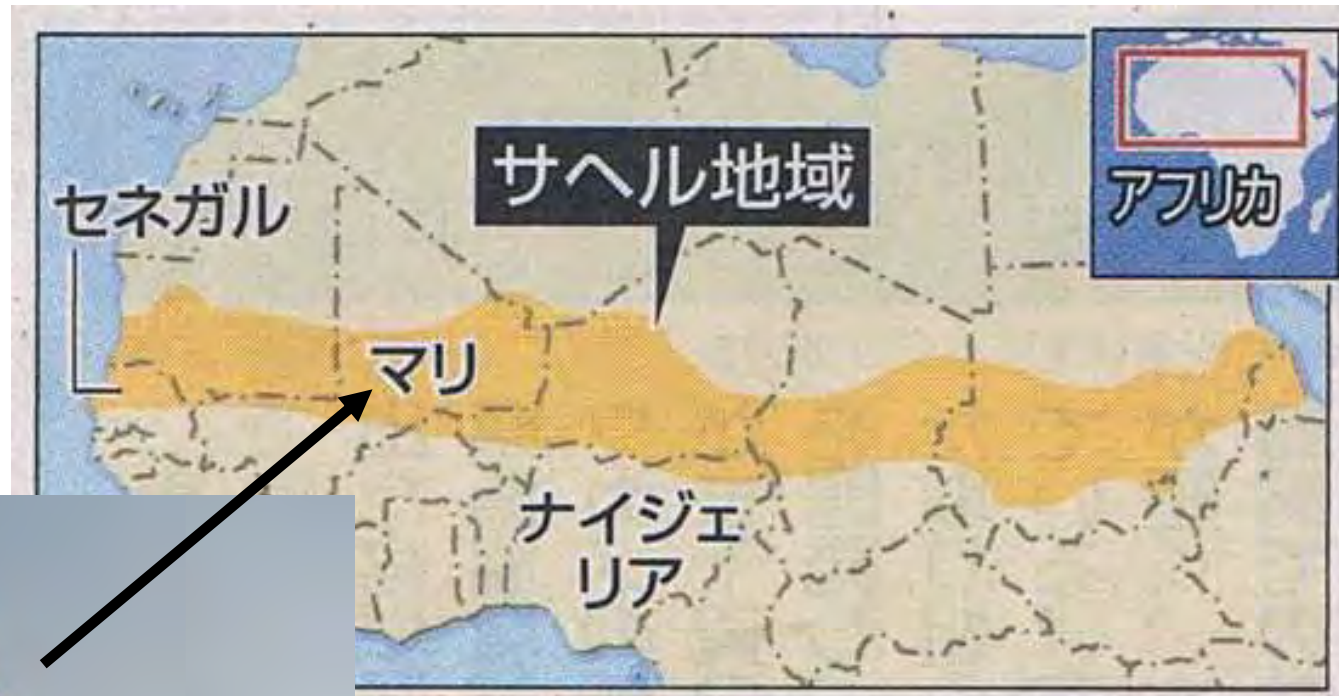 サヘル地域
アフリカ
セネガル
マリ
ナイジェ
リア